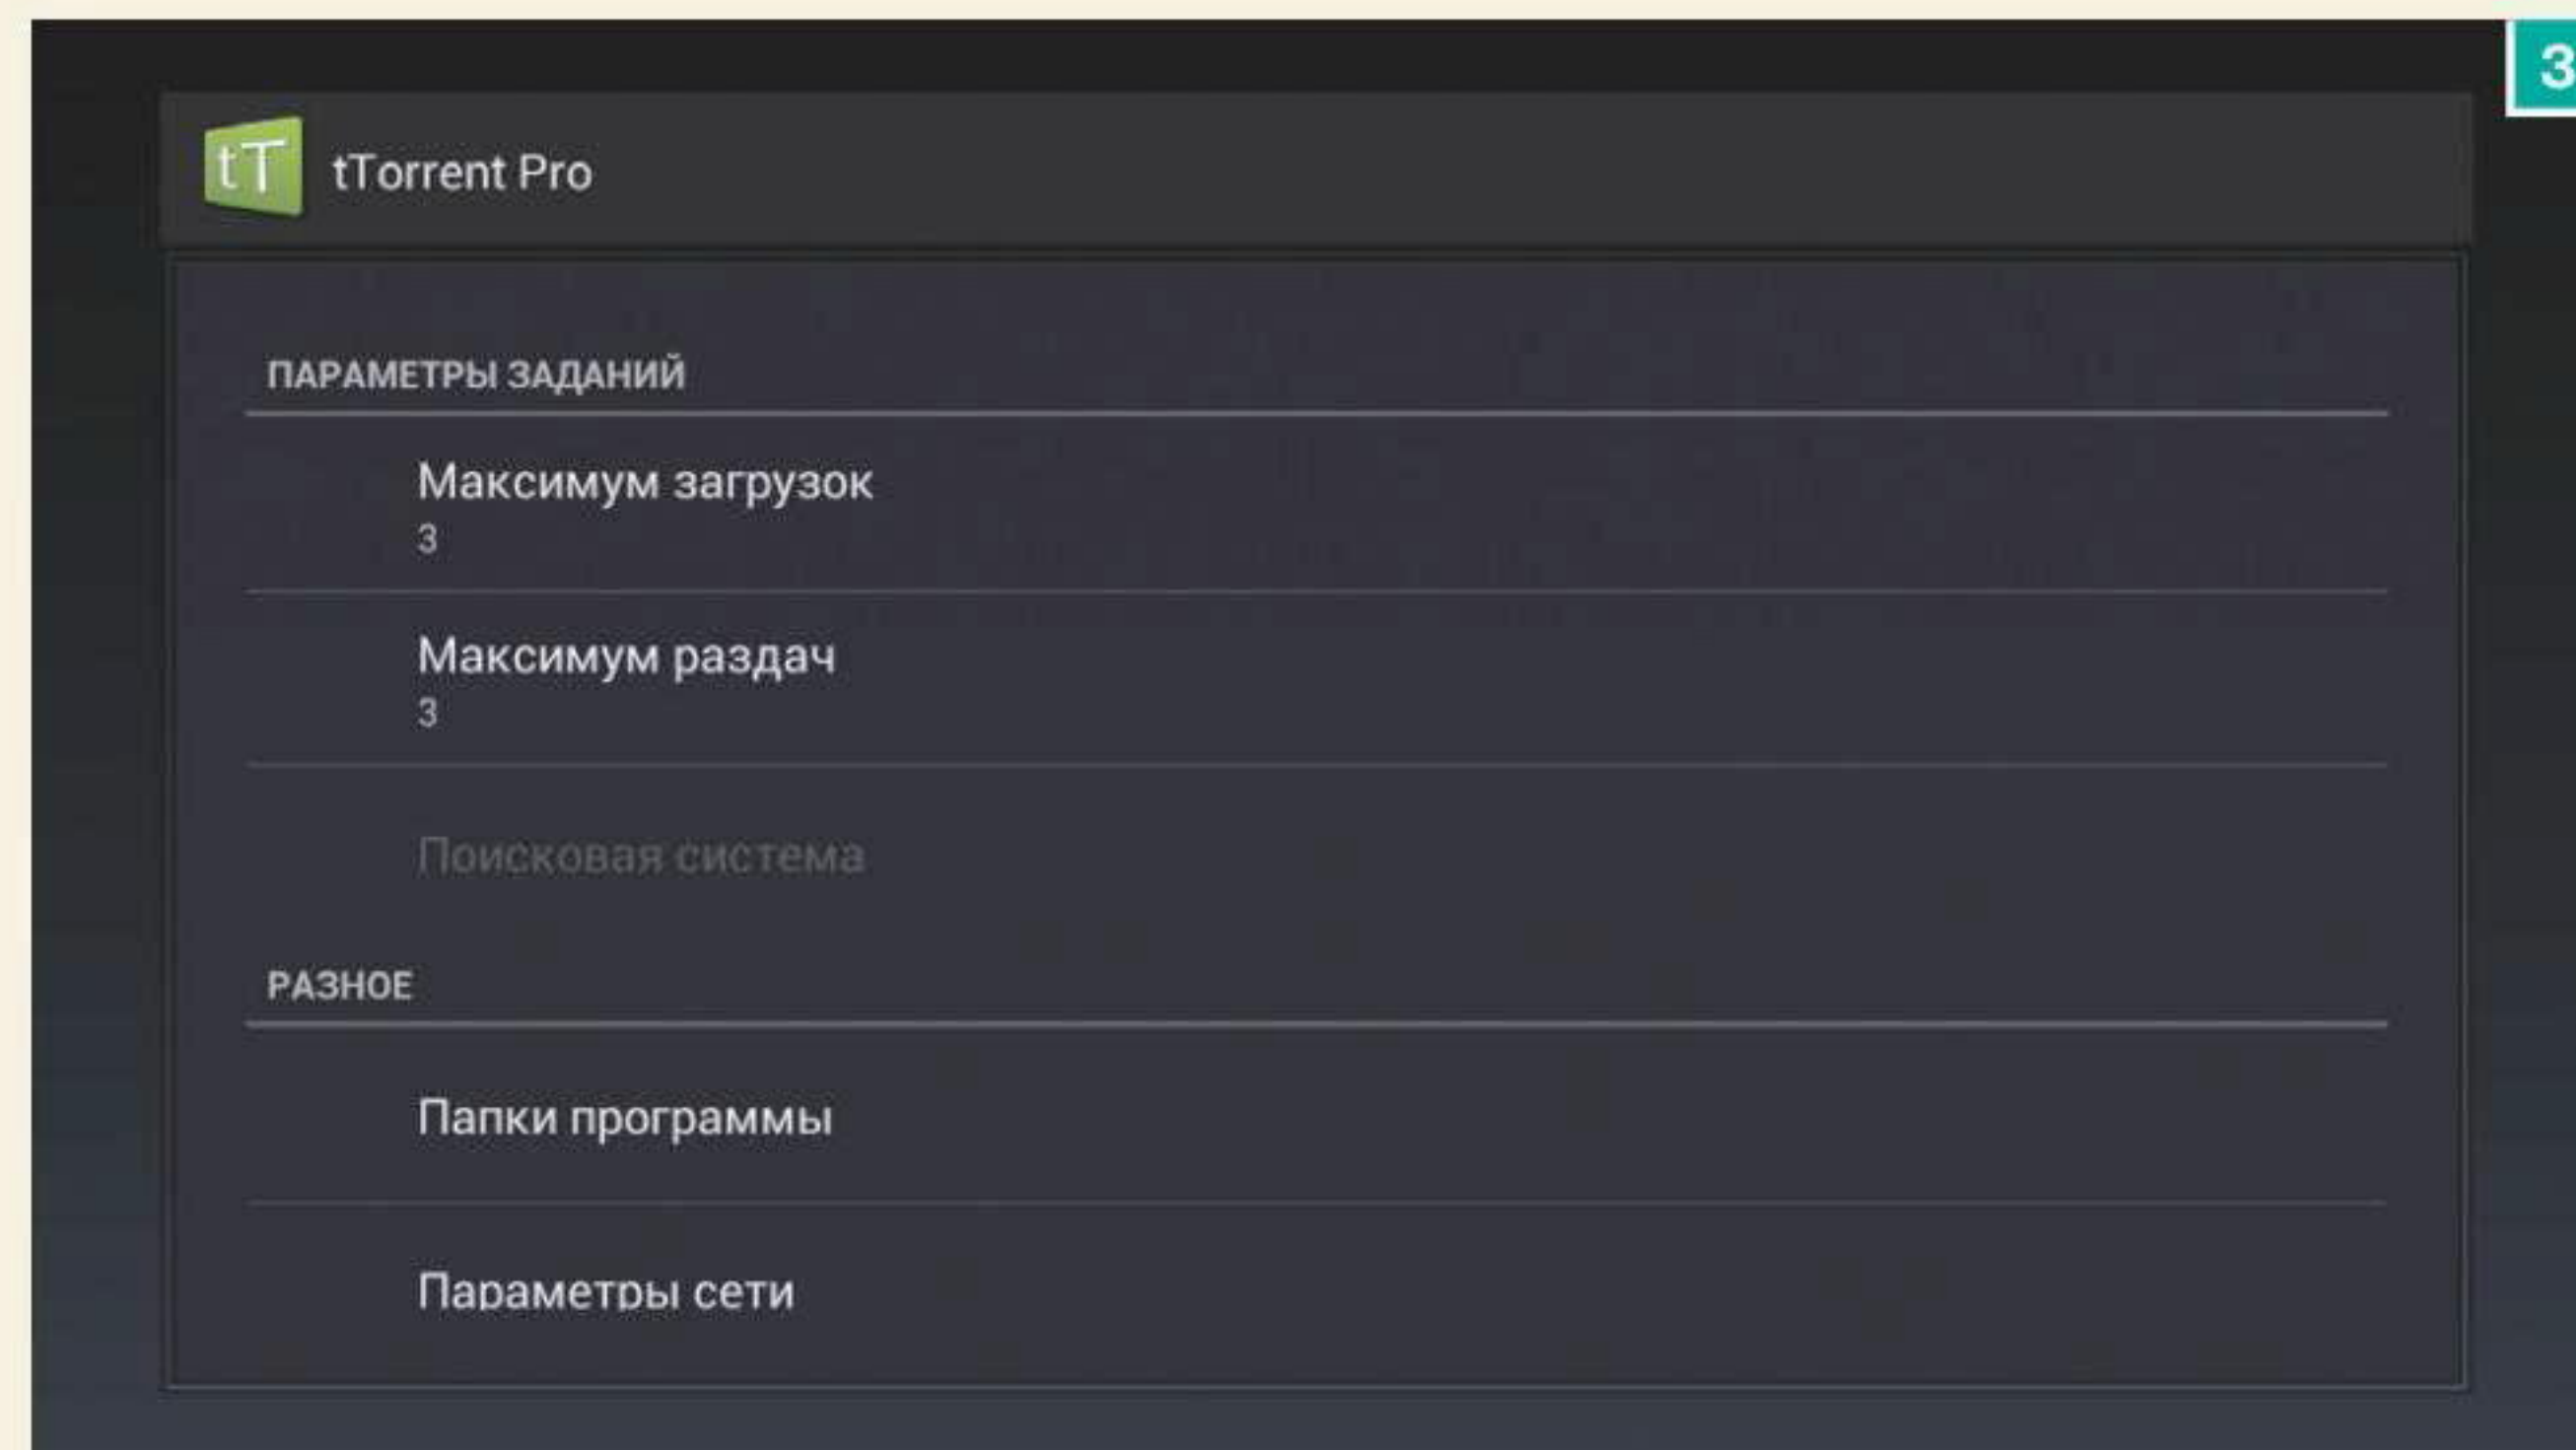 3
tT tTorrent Pro
ПАРАМЕТРЫ ЗАДАНИЙ
Максимум загрузок
3
Максимум раздач
3
Поисковая система
РАЗНОЕ
Папки программы
Параметры сети